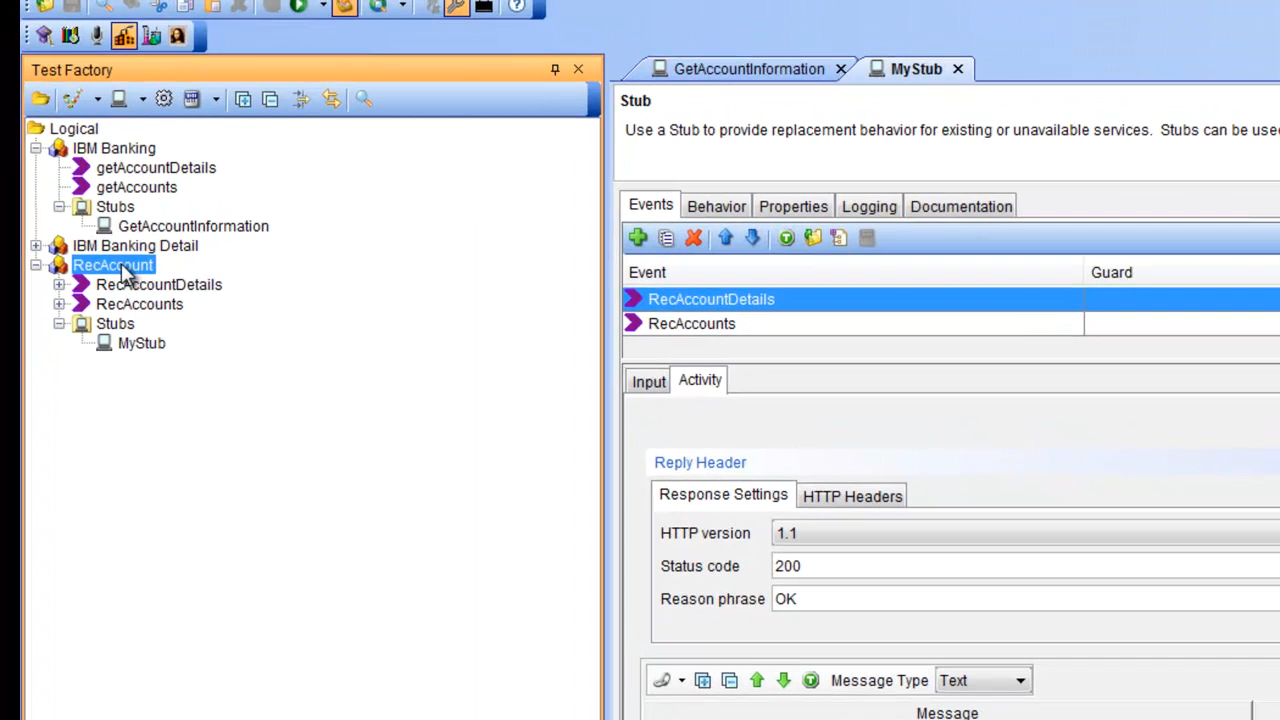 Test Factory
Logical
IBM Banking
getAccountDetails
getAccounts
Stubs
GetAccountInformation
IBM Banking Detail
RecAccount
RecAccountDetails
RecAccounts
Stubs
MyStub
GetAccountInformation
MyStub
Stub
Use a Stub to provide replacement behavior for existing or unavailable services. Stubs can be use
Events Behavior Properties Logging Documentation
Event Guard
RecAccountDetails
RecAccounts
Input Activity
Reply Header
Response Settings HTTP Headers
HTTP version 1.1
Status code 200
Reason phrase OK
Message Type Text
Message